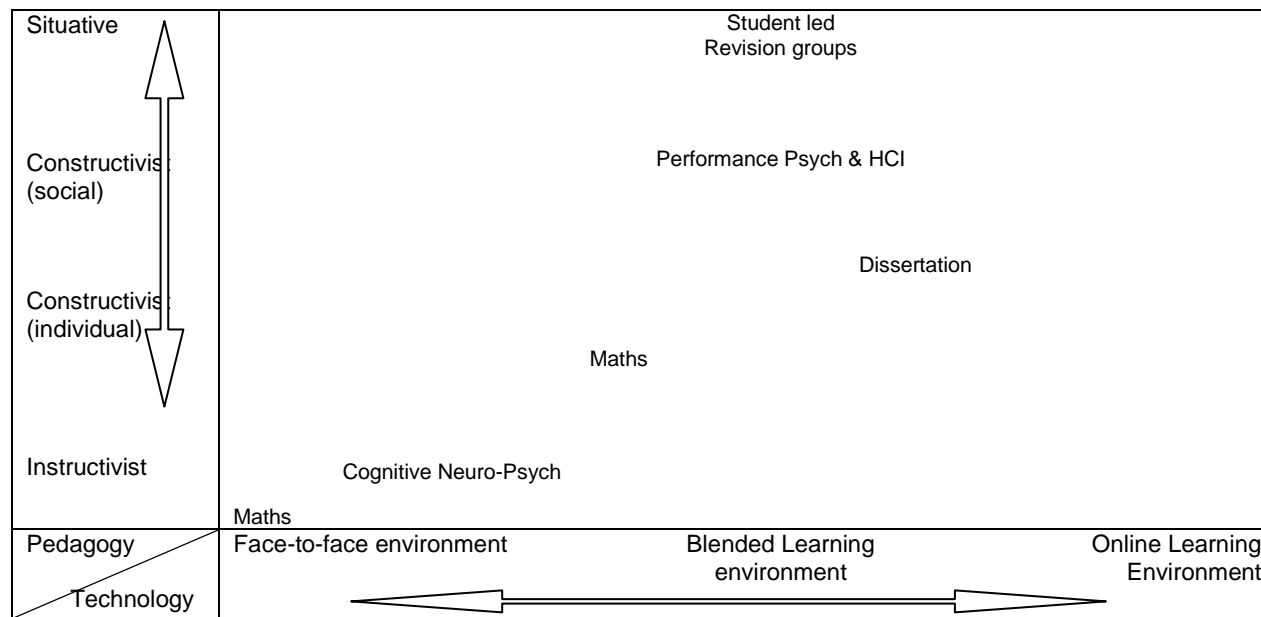 Situative
Student led
Revision groups
Constructivist
(social)
Performance Psych & HCI
Dissertation
Constructivist
(individual)
Maths
Instructivist
Cognitive Neuro-Psych
Maths
Pedagogy
Technology
Face-to-face environment
Blended Learning
environment
Online Learning
Environment